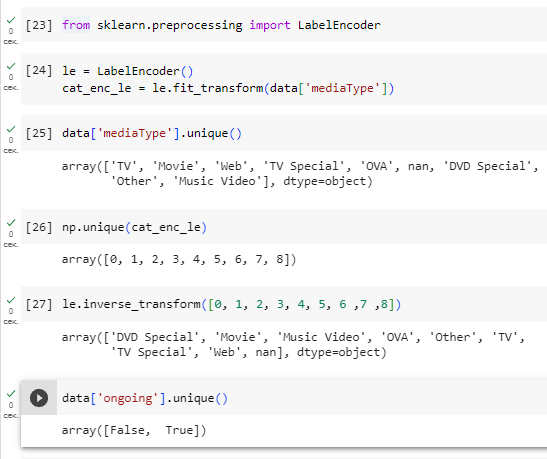 [23] from sklearn.preprocessing import LabelEncoder
0
сек.
[24] le = LabelEncoder()
0
сек.
cat_enc_le = le.fit_transform(data['mediaType'])
[25] data['mediaType'].unique()
0
сек.
array(['TV', 'Movie', 'Web', 'TV Special', 'OVA', nan, 'DVD Special',
'Other', 'Music Video'], dtype=object)
[26] np.unique(cat_enc_le)
0
сек.
array([0, 1, 2, 3, 4, 5, 6, 7, 8])
[27] le.inverse_transform([0, 1, 2, 3, 4, 5, 6 ,7 ,8])
0
сек.
array(['DVD Special', 'Movie', 'Music Video', 'OVA', 'Other', 'TV',
'TV Special', 'Web', nan], dtype=object)
data['ongoing'].unique()
0
сек.
array([False,  True])